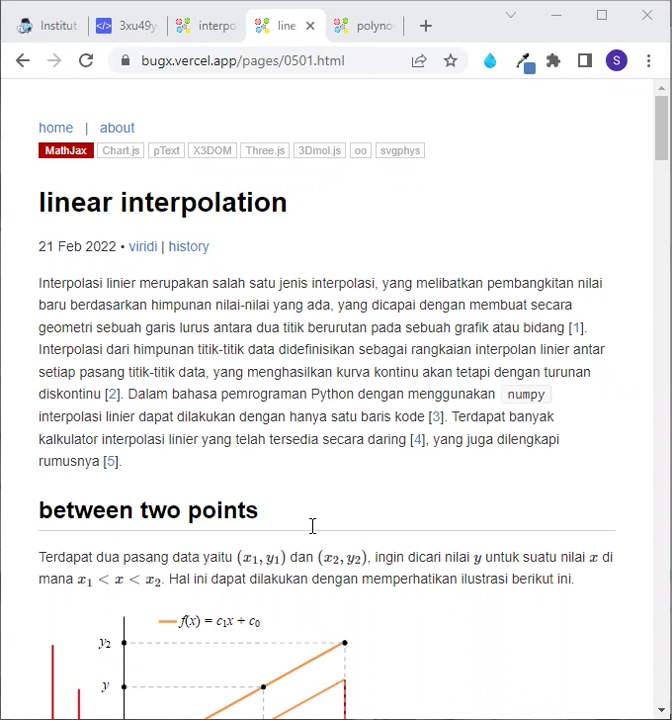 Institut
3xu49y
interpo
line
polyno
bugx.vercel.app/pages/0501.html
S
home | about
MathJax Chart.js pText X3DOM Three.js 3Dmol.js oo svgphys
linear interpolation
21 Feb 2022 • viridi | history
Interpolasi linier merupakan salah satu jenis interpolasi, yang melibatkan pembangkitan nilai
baru berdasarkan himpunan nilai-nilai yang ada, yang dicapai dengan membuat secara
geometri sebuah garis lurus antara dua titik berurutan pada sebuah grafik atau bidang [1].
Interpolasi dari himpunan titik-titik data didefinisikan sebagai rangkaian interpolan linier antar
setiap pasang titik-titik data, yang menghasilkan kurva kontinu akan tetapi dengan turunan
diskontinu [2]. Dalam bahasa pemrograman Python dengan menggunakan numpy
interpolasi linier dapat dilakukan dengan hanya satu baris kode [3]. Terdapat banyak
kalkulator interpolasi linier yang telah tersedia secara daring [4], yang juga dilengkapi
rumusnya [5].
between two points
Terdapat dua pasang data yaitu (x₁, y₁) dan (x₂, y₂), ingin dicari nilai y untuk suatu nilai x di
mana x₁ < x < x₂. Hal ini dapat dilakukan dengan memperhatikan ilustrasi berikut ini.
f(x) = c₁x + c₀
y₂
y